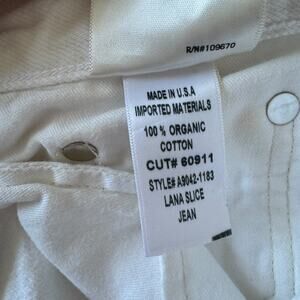 R/N#109670
MADE IN U.S.A
IMPORTED MATERIALS
100 % ORGANIC
COTTON
CUT# 60911
STYLE# A9042-1183
LANA SLICE
JEAN